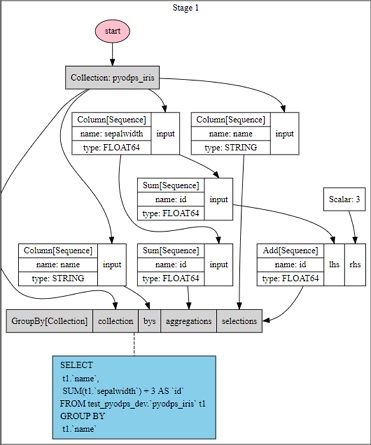 Stage 1
start
Collection: pyodps_iris
Column[Sequence]
name: sepalwidth
type: FLOAT64
input
Column[Sequence]
name: name
type: STRING
input
Sum[Sequence]
name: id
type: FLOAT64
input
Scalar: 3
Column[Sequence]
name: name
type: STRING
input
Sum[Sequence]
name: id
type: FLOAT64
input
Add[Sequence]
name: id
type: FLOAT64
lhs
rhs
GroupBy[Collection]
collection
bys
aggregations
selections
SELECT
t1.`name`,
SUM(t1.`sepalwidth`) + 3 AS `id`
FROM test_pyodps_dev.`pyodps_iris` t1
GROUP BY
t1.`name`